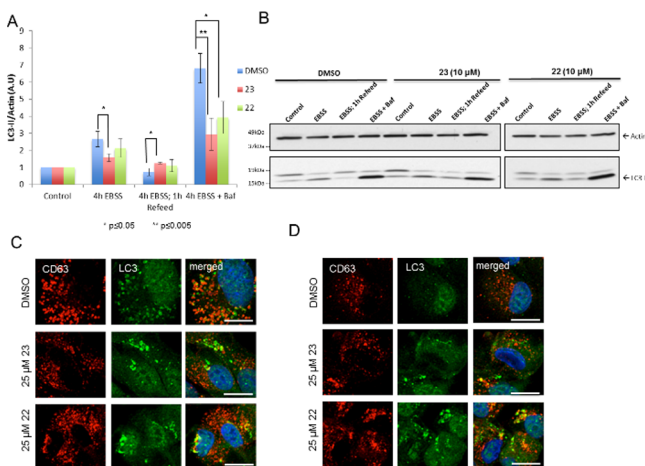 A
LC3-II/Actin (A.U)
8
7
6
5
4
3
2
1
0
*
*
*
**
DMSO
23
22
Control
4h EBSS
4h EBSS; 1h
Refeed
4h EBSS + Baf
* p≤0.05
** p≤0.005
B
DMSO
23 (10 µM)
22 (10 µM)
Control
EBSS
EBSS; 1h Refeed
EBSS + Baf
Control
EBSS
EBSS; 1h Refeed
EBSS + Baf
Control
EBSS
EBSS; 1h Refeed
EBSS + Baf
37kDa
Actin
15kDa
C
CD63
LC3
merged
DMSO
25 µM 23
25 µM 22
D
CD63
LC3
merged
DMSO
25 µM 23
25 µM 22